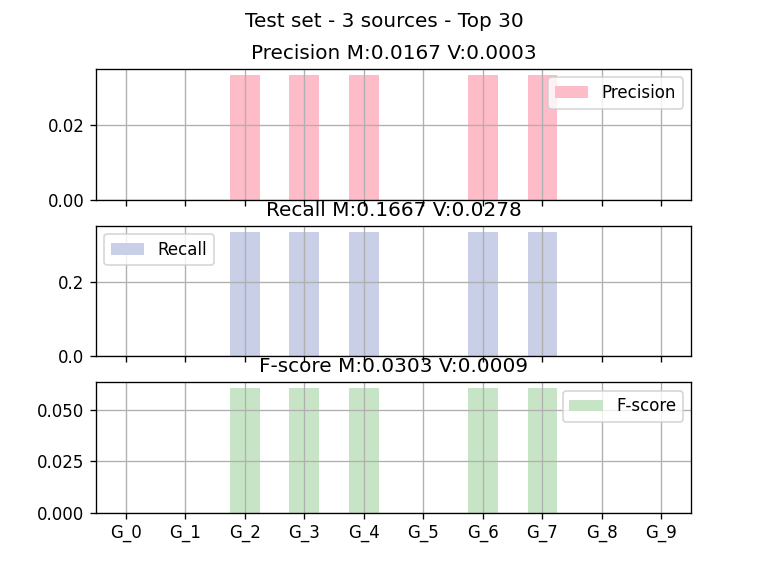 Test set - 3 sources - Top 30
Precision M:0.0167 V:0.0003
Precision
0.02
0.00
Recall M:0.1667 V:0.0278
Recall
0.2
0.0
F-score M:0.0303 V:0.0009
F-score
0.050
0.025
0.000
G_0 G_1 G_2 G_3 G_4 G_5 G_6 G_7 G_8 G_9